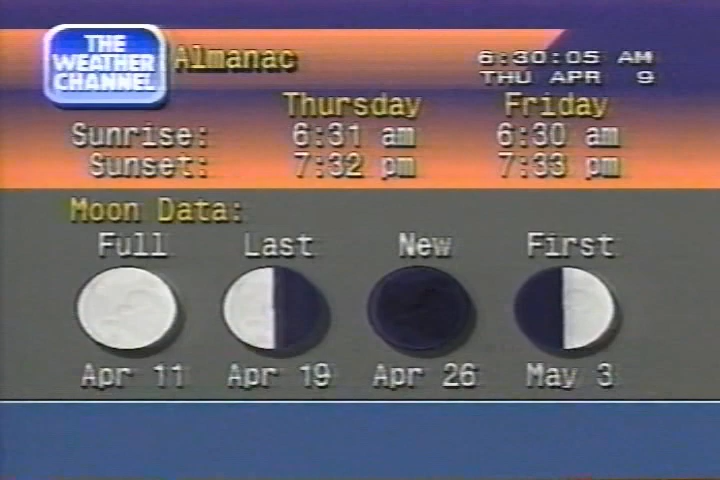 THE
WEATHER
CHANNEL
Almanac
6:30:05 AM
THU APR 9
Thursday Friday
Sunrise: 6:31 am 6:30 am
Sunset: 7:32 pm 7:33 pm
Moon Data:
Full Last New First
Apr 11 Apr 19 Apr 26 May 3